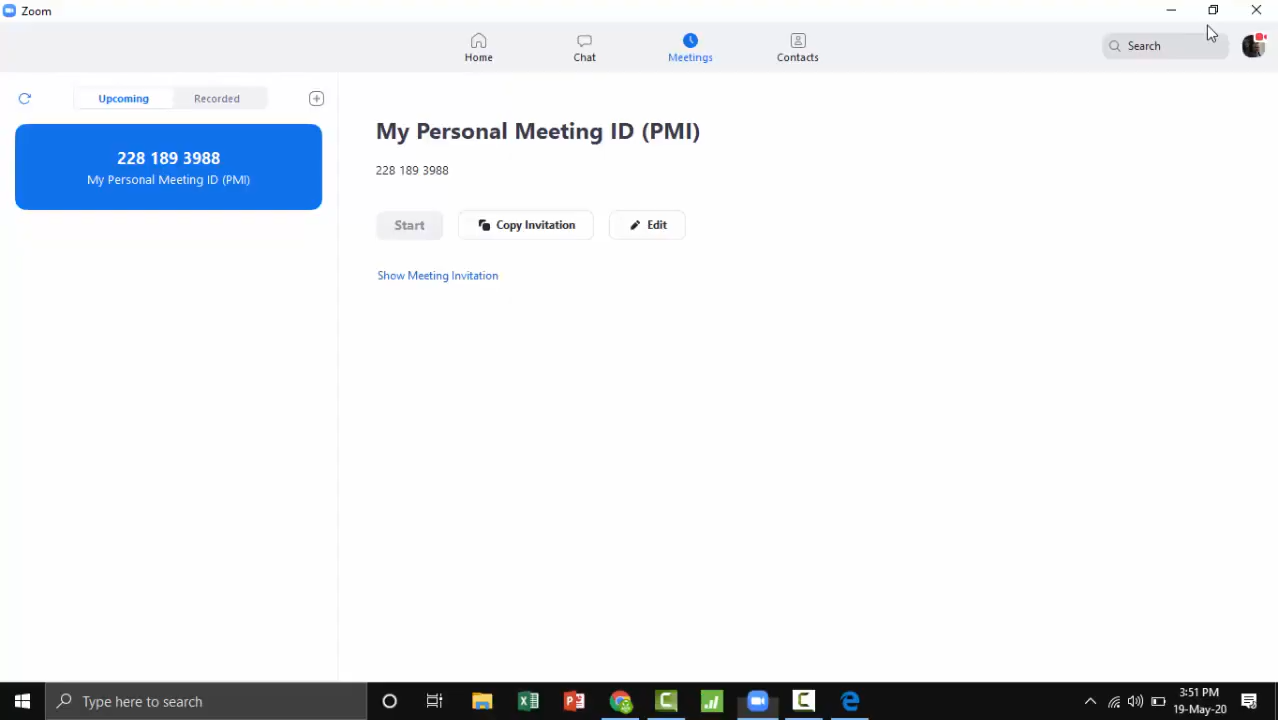 Zoom
Home
Chat
Meetings
Contacts
Search
Upcoming
Recorded
228 189 3988
My Personal Meeting ID (PMI)
My Personal Meeting ID (PMI)
228 189 3988
Start
Copy Invitation
Edit
Show Meeting Invitation
Type here to search
3:51 PM
19-May-20